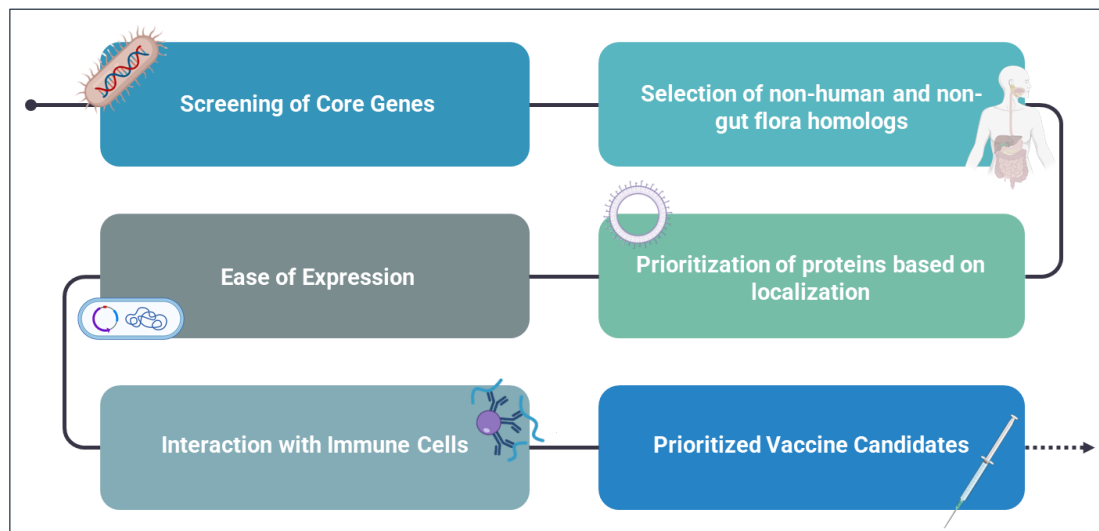 Screening of Core Genes
Selection of non-human and non-
gut flora homologs
Prioritization of proteins based on
localization
Ease of Expression
Interaction with Immune Cells
Prioritized Vaccine Candidates